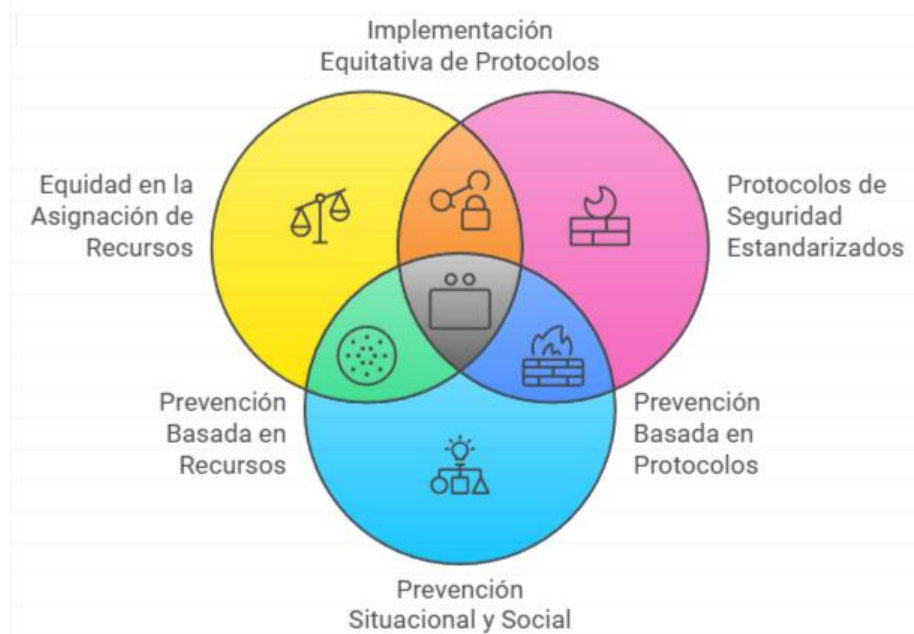 Implementación
Equitativa de Protocolos
Equidad en la
Asignación de
Recursos
Protocolos de
Seguridad
Estandarizados
Prevención
Basada en
Recursos
Prevención
Basada en
Protocolos
Prevención
Situacional y Social